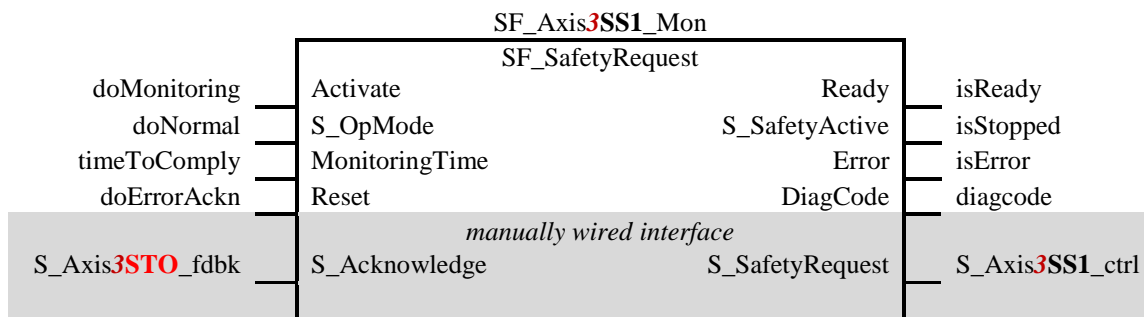 SF_Axis3SS1_Mon
SF_SafetyRequest
doMonitoring Activate Ready isReady
doNormal S_OpMode S_SafetyActive isStopped
timeToComply MonitoringTime Error isError
doErrorAckn Reset DiagCode diagcode
manually wired interface
S_Axis3STO_fdbk S_Acknowledge S_SafetyRequest S_Axis3SS1_ctrl